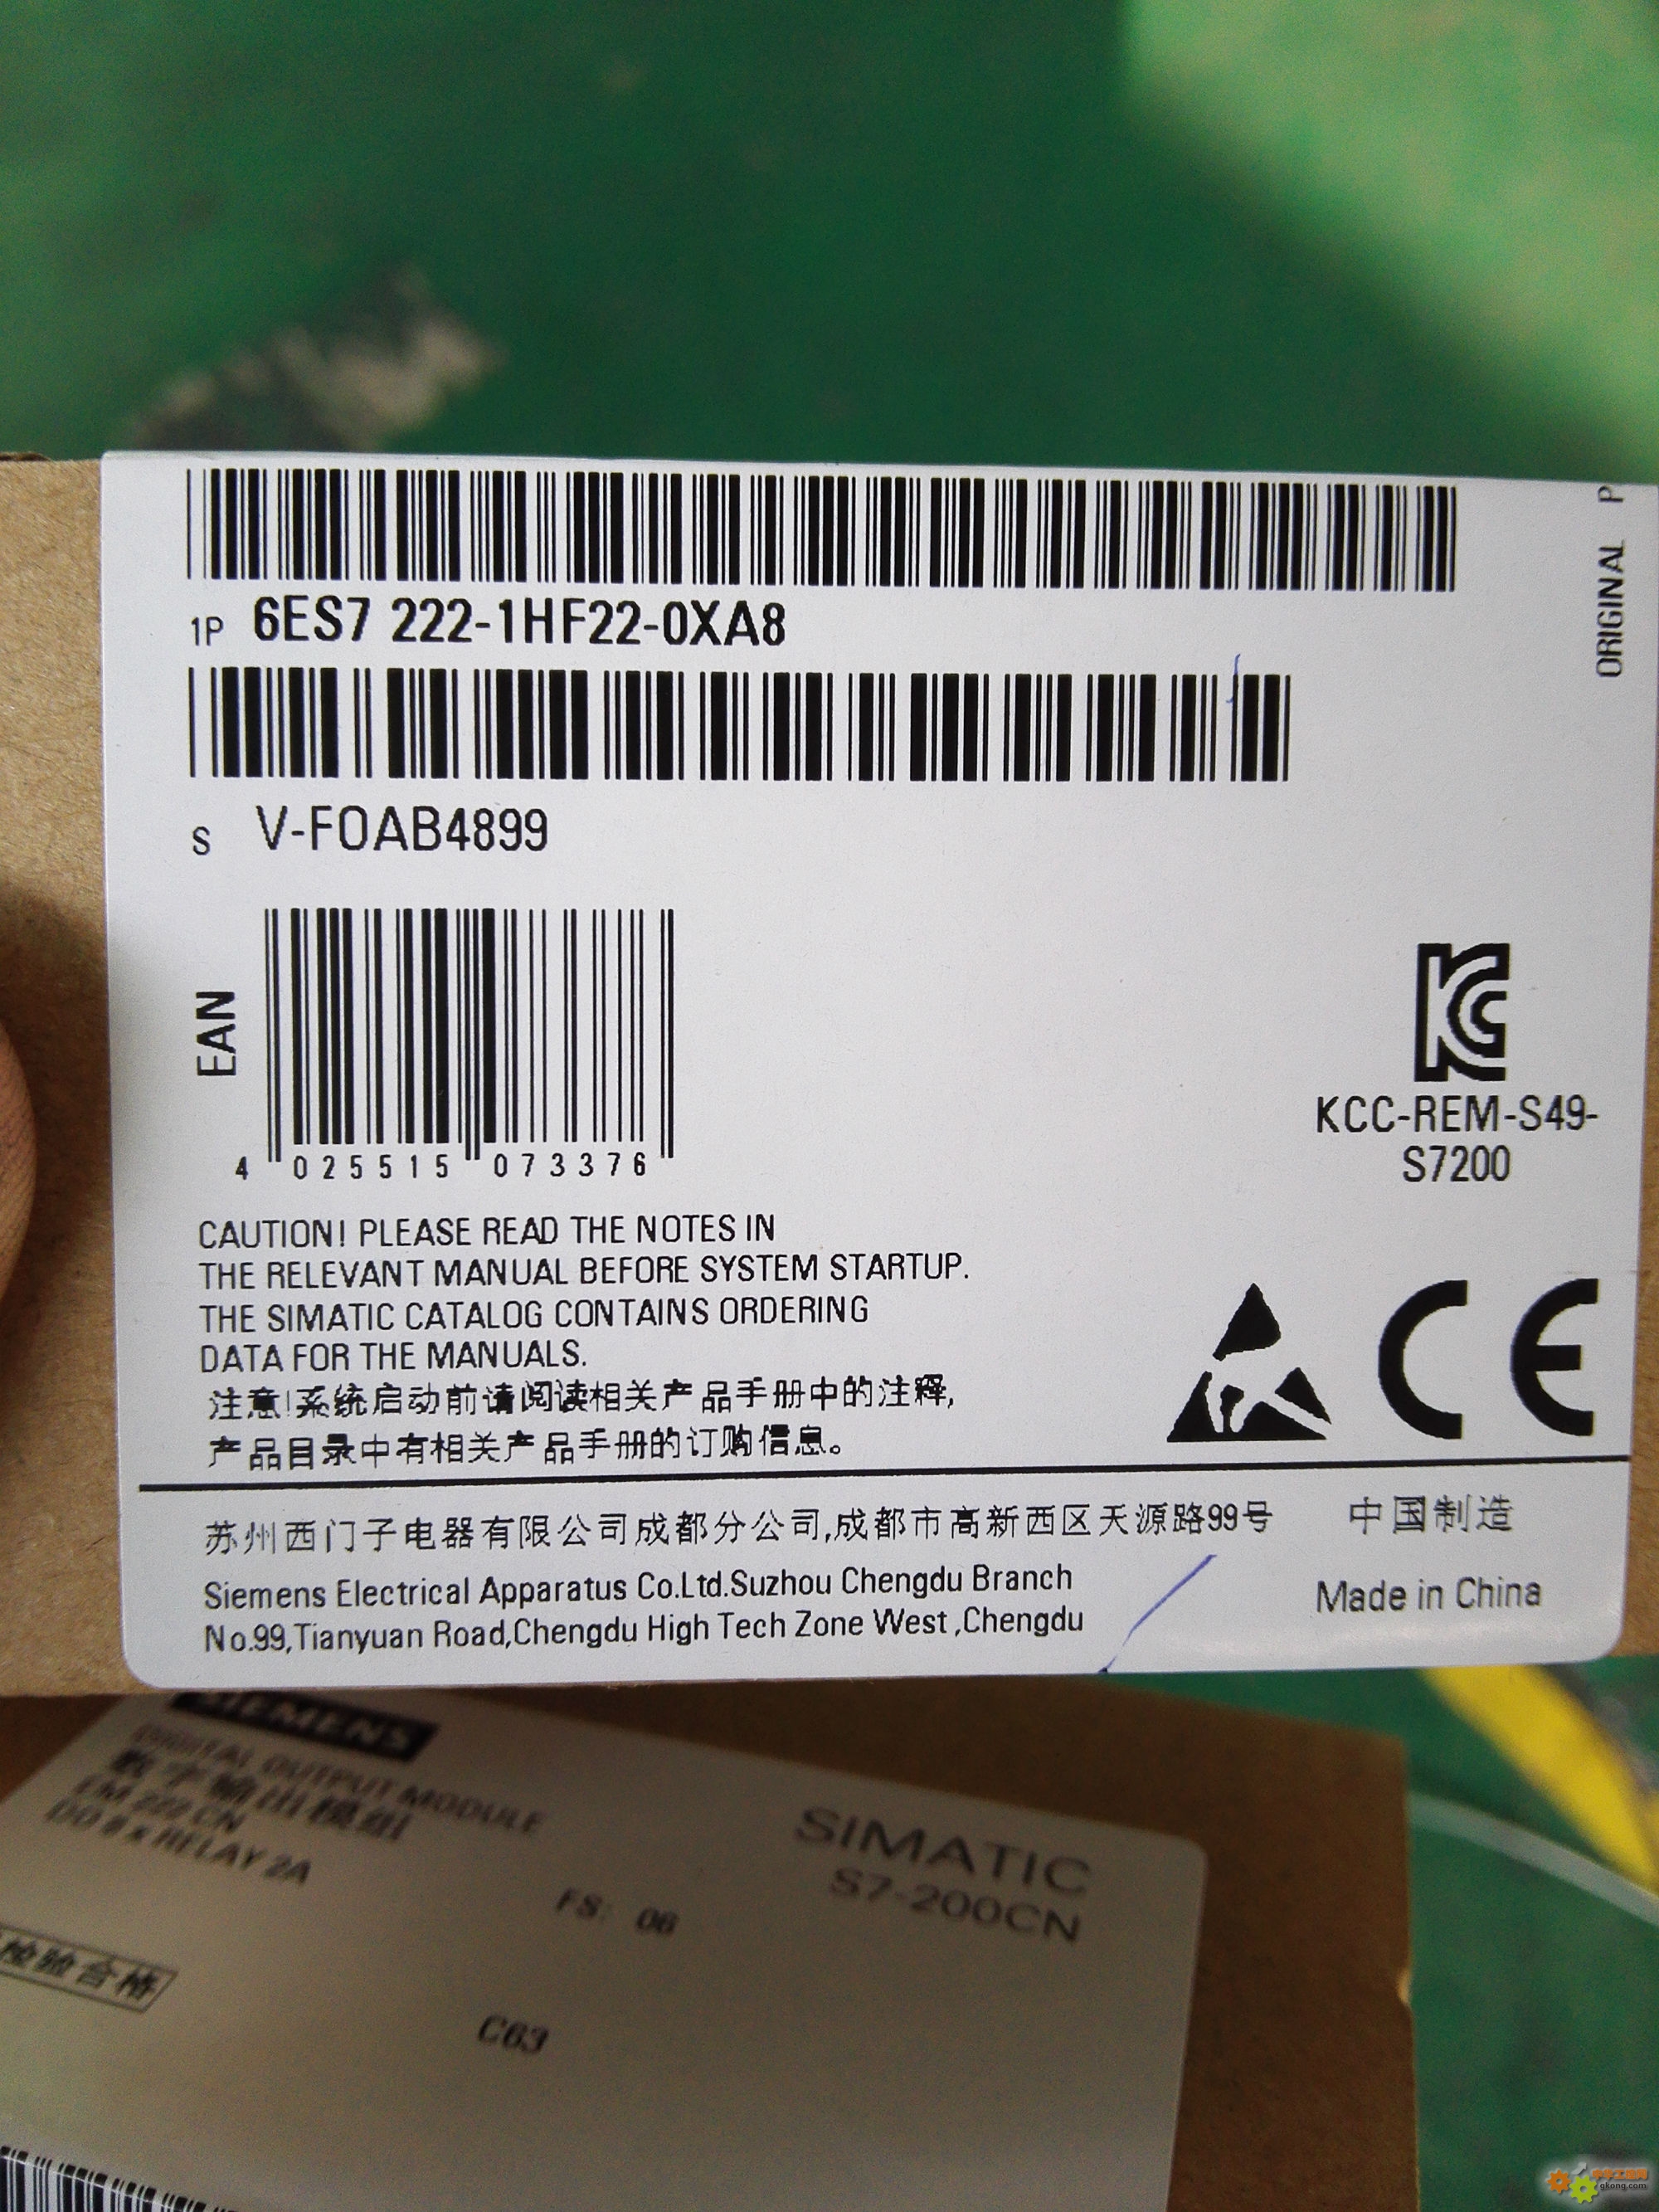 ORIGINAL P
1P 6ES7 222-1HF22-0XA8
S V-F0AB4899
EAN
4 025515 073376
KCC-REM-S49-
S7200
CAUTION! PLEASE READ THE NOTES IN
THE RELEVANT MANUAL BEFORE SYSTEM STARTUP.
THE SIMATIC CATALOG CONTAINS ORDERING
DATA FOR THE MANUALS.
注意!系统启动前请阅读相关产品手册中的注释,
产品目录中有相关产品手册的订购信息。
CE
苏州西门子电器有限公司成都分公司,成都市高新西区天源路99号
中国制造
Siemens Electrical Apparatus Co.Ltd.Suzhou Chengdu Branch
No.99,Tianyuan Road,Chengdu High Tech Zone West ,Chengdu
Made in China
SIEMENS
DIGITAL OUTPUT MODULE
数字输出模组
EM 222 CN
DO 8 x RELAY 2A
SIMATIC
S7-200CN
FS: 06
检验合格
C63
gkong.com